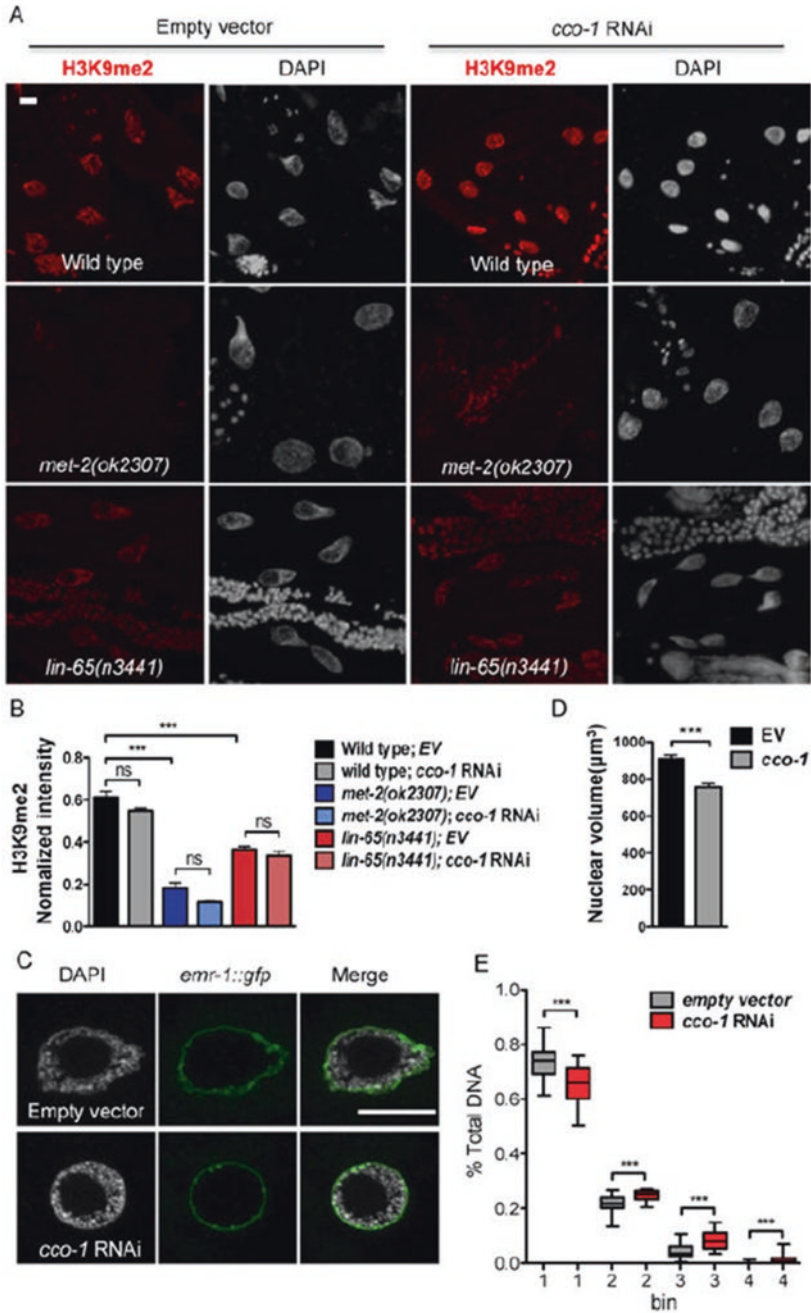 A
Empty vector
cco-1 RNAi
H3K9me2
DAPI
H3K9me2
DAPI
Wild type
Wild type
met-2(ok2307)
met-2(ok2307)
lin-65(n3441)
lin-65(n3441)
B
H3K9me2
Nomalized intensity
0.8
0.6
0.4
0.2
0.0
***
***
ns
ns
ns
Wild type; EV
wild type; cco-1 RNAi
met-2(ok2307); EV
met-2(ok2307); cco-1 RNAi
lin-65(n3441); EV
lin-65(n3441); cco-1 RNAi
D
Nuclear volume(µm³)
1000
800
600
400
200
0
***
EV
cco-1
C
DAPI
emr-1::gfp
Merge
Empty vector
cco-1 RNAi
E
% Total DNA
1.0
0.8
0.6
0.4
0.2
0.0
***
***
***
***
empty vector
cco-1 RNAi
1 1 2 2 3 3 4 4
bin